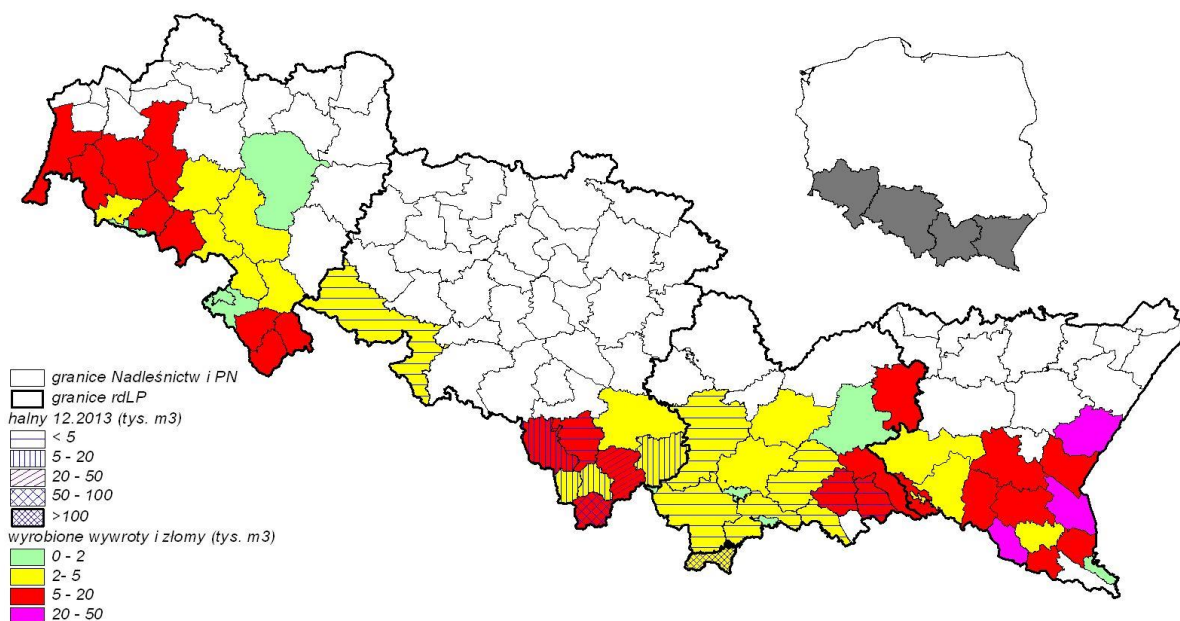 granice Nadleśnictw i PN
granice rdLP
halny 12.2013 (tys. m3)
< 5
5 - 20
20 - 50
50 - 100
>100
wyrobione wywroty i złomy (tys. m3)
0 - 2
2- 5
5 - 20
20 - 50